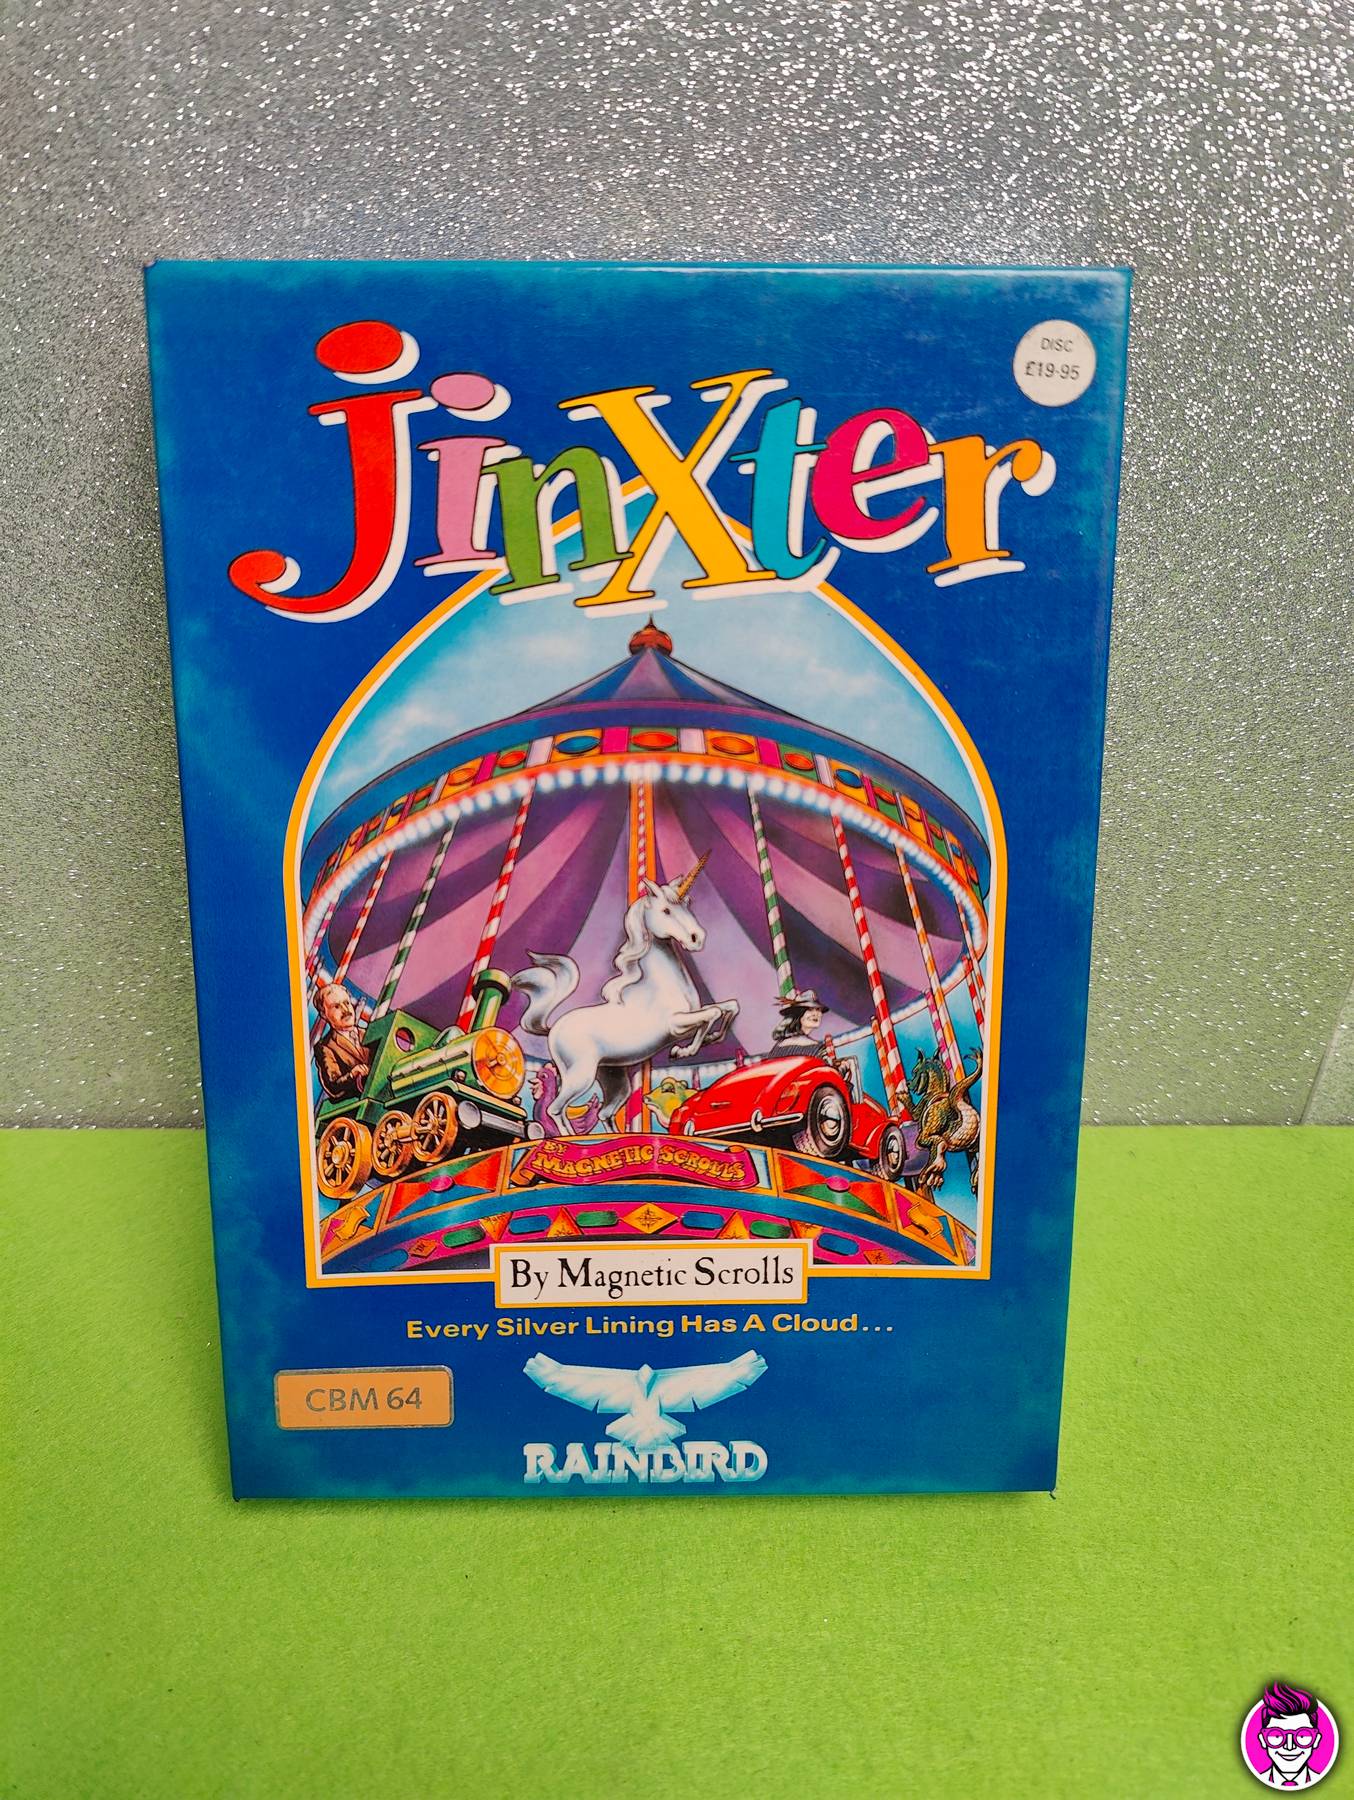 Jinxter
DISC
£19-95
BY
MAGNETIC SCROLLS
By Magnetic Scrolls
Every Silver Lining Has A Cloud...
CBM 64
RAINBIRD